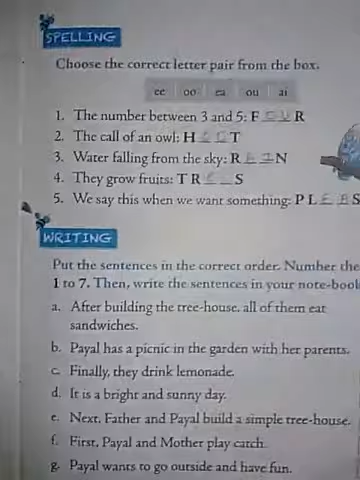 SPELLING
Choose the correct letter pair from the box.
ee oo ea ou ai
1. The number between 3 and 5: F O U R
2. The call of an owl: H _ _ T
3. Water falling from the sky: R _ _ N
4. They grow fruits: T R _ _ S
5. We say this when we want something: P L E A S
WRITING
Put the sentences in the correct order. Number the
1 to 7. Then, write the sentences in your note-book
a. After building the tree-house, all of them eat
sandwiches.
b. Payal has a picnic in the garden with her parents.
c. Finally, they drink lemonade.
d. It is a bright and sunny day.
e. Next, Father and Payal build a simple tree-house.
f. First, Payal and Mother play catch.
g. Payal wants to go outside and have fun.